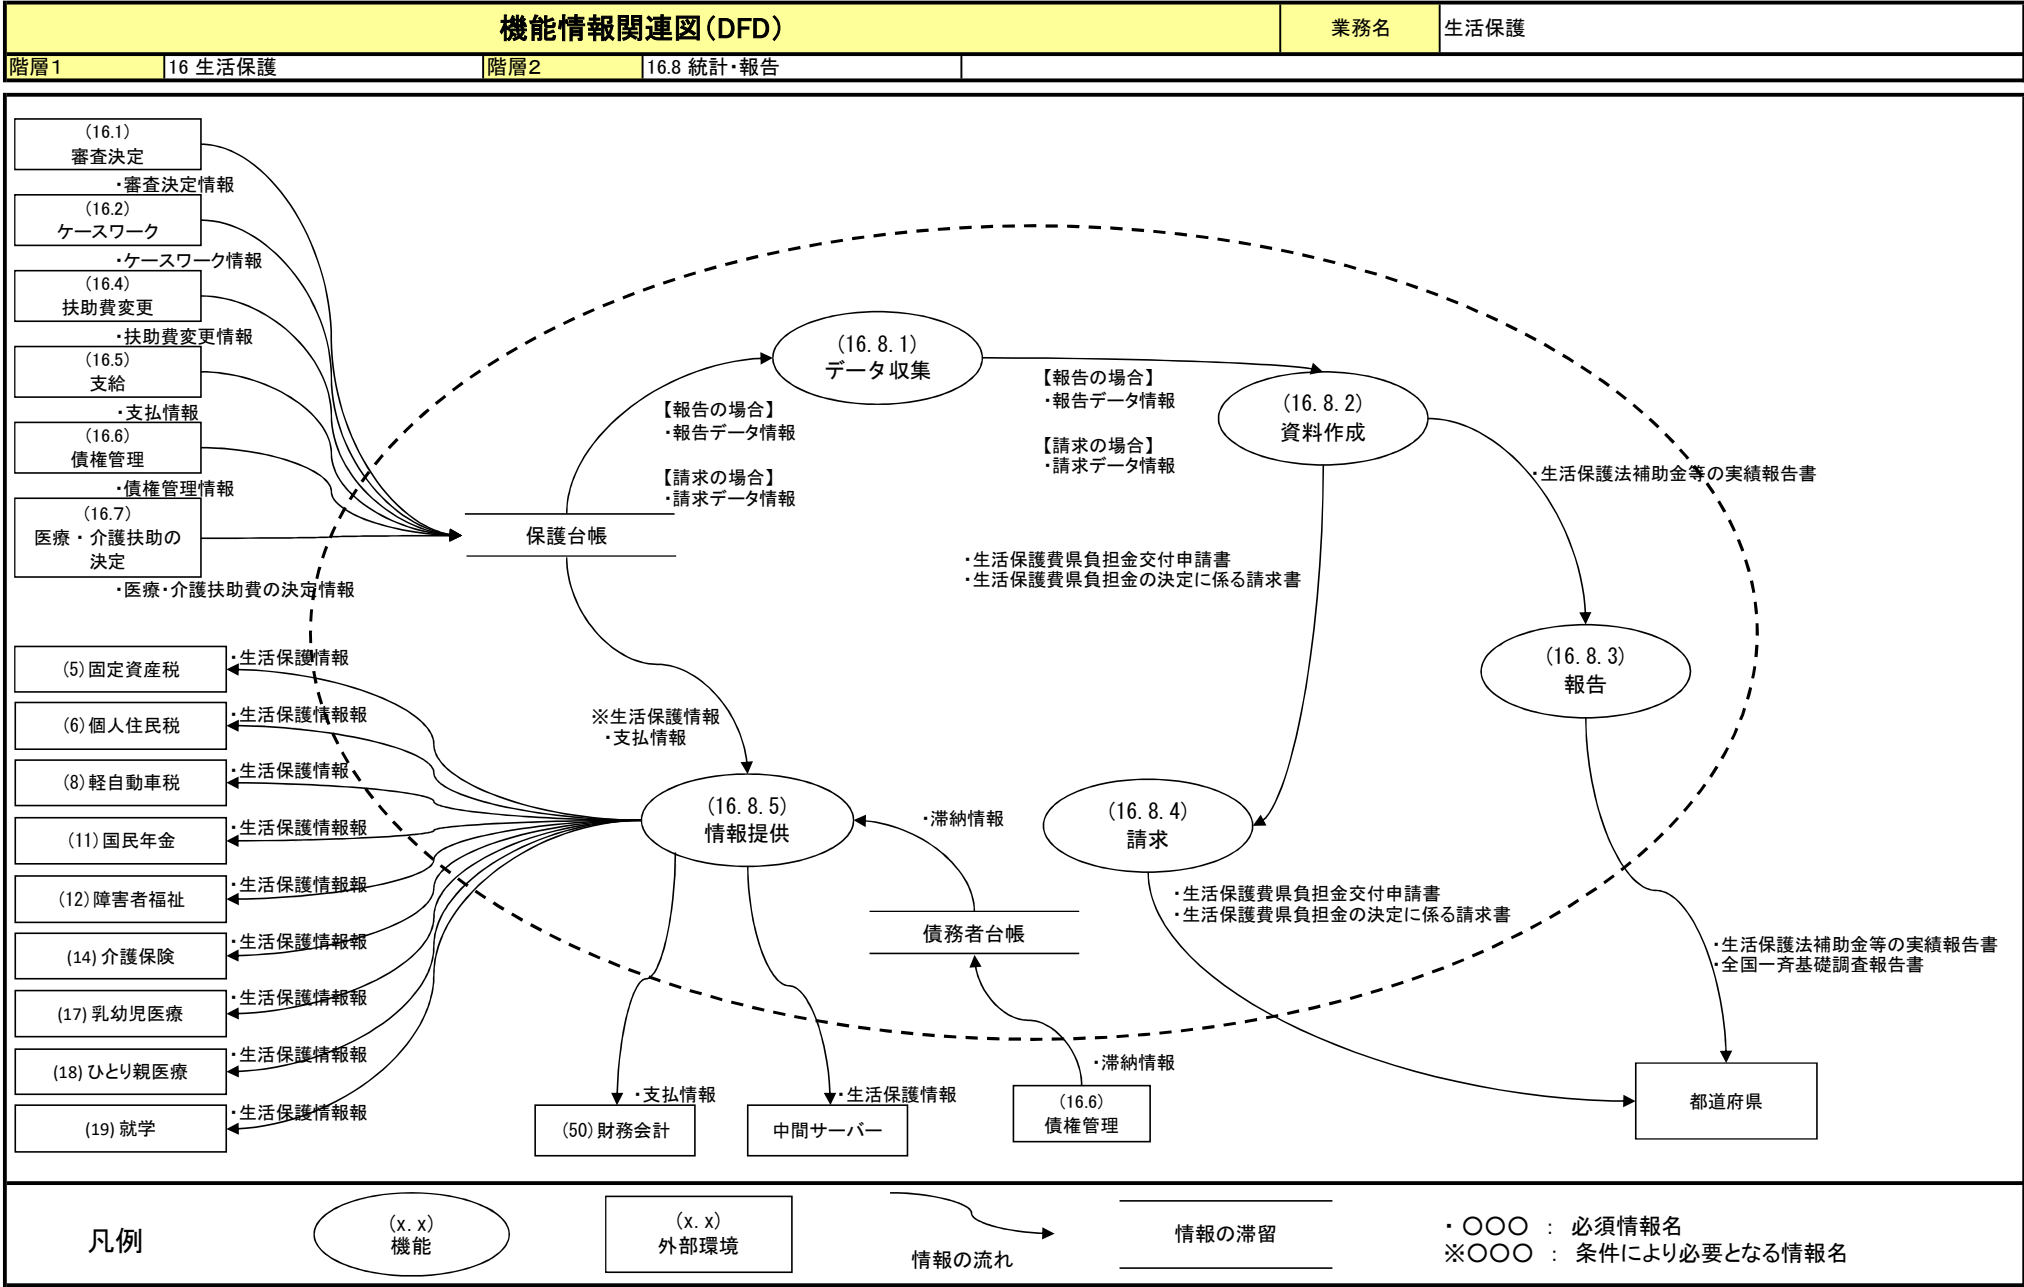 機能情報関連図(DFD)
業務名
生活保護
階層1
16 生活保護
階層2
16.8 統計・報告
(16.1)
審査決定
・審査決定情報
(16.2)
ケースワーク
・ケースワーク情報
(16.4)
扶助費変更
・扶助費変更情報
(16.5)
支給
・支払情報
(16.6)
債権管理
・債権管理情報
(16.7)
医療・介護扶助の
決定
・医療・介護扶助費の決定情報
保護台帳
【報告の場合】
・報告データ情報
【請求の場合】
・請求データ情報
(16.8.1)
データ収集
【報告の場合】
・報告データ情報
【請求の場合】
・請求データ情報
(16.8.2)
資料作成
・生活保護法補助金等の実績報告書
・生活保護費県負担金交付申請書
・生活保護費県負担金の決定に係る請求書
(16.8.3)
報告
(5)固定資産税
・生活保護情報
(6)個人住民税
・生活保護情報報
(8)軽自動車税
・生活保護情報
(11)国民年金
・生活保護情報報
(12)障害者福祉
・生活保護情報報
(14)介護保険
・生活保護情報報
(17)乳幼児医療
・生活保護情報報
(18)ひとり親医療
・生活保護情報報
(19)就学
・生活保護情報報
※生活保護情報
・支払情報
(16.8.5)
情報提供
・滞納情報
(16.8.4)
請求
・生活保護費県負担金交付申請書
・生活保護費県負担金の決定に係る請求書
債務者台帳
・生活保護法補助金等の実績報告書
・全国一斉基礎調査報告書
・滞納情報
・支払情報
・生活保護情報
(50)財務会計
中間サーバー
(16.6)
債権管理
都道府県
凡例
(x.x)
機能
(x.x)
外部環境
情報の流れ
情報の滞留
・○○○ : 必須情報名
※○○○ : 条件により必要となる情報名